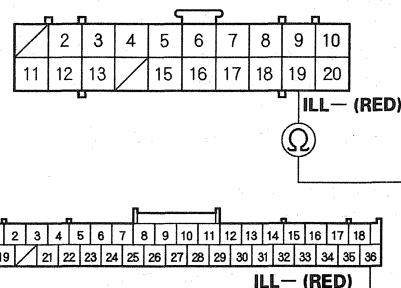 2 3 4 5 6 7 8 9 10
11 12 13 15 16 17 18 19 20
ILL— (RED)
Ω
2 3 4 5 6 7 8 9 10 11 12 13 14 15 16 17 18
19 21 22 23 24 25 26 27 28 29 30 31 32 33 34 35 36
ILL— (RED)